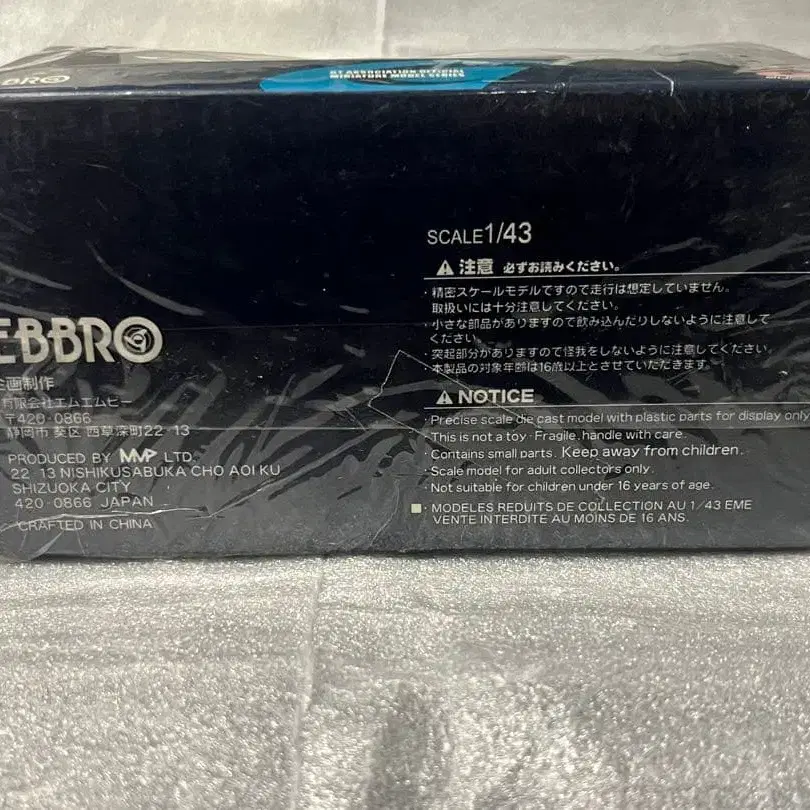 BBRO
GT ASSOCIATION OFFICIAL
MINIATURE MODEL SERIES
SCALE 1/43
注意 必ずお読みください。
・精密スケールモデルですので走行は想定していません。
取扱いには十分注意してください。
・小さな部品がありますので飲み込んだりしないように注意して
ください。
・突起部分がありますので怪我をしないように注意してください。
・本製品の対象年齢は16歳以上とさせていただきます。
EBBRO
企画制作
有限会社エムエムピー
〒420-0866
静岡市 葵区 西草深町22-13
PRODUCED BY MMP LTD.
22-13 NISHIKUSABUKA CHO AOI KU
SHIZUOKA CITY
420-0866 JAPAN
CRAFTED IN CHINA
NOTICE
・Precise scale die cast model with plastic parts for display only
・This is not a toy・Fragile, handle with care.
・Contains small parts. Keep away from children.
・Scale model for adult collectors only.
・Not suitable for children under 16 years of age.
・MODELES REDUITS DE COLLECTION AU 1/43 EME
VENTE INTERDITE AU MOINS DE 16 ANS.